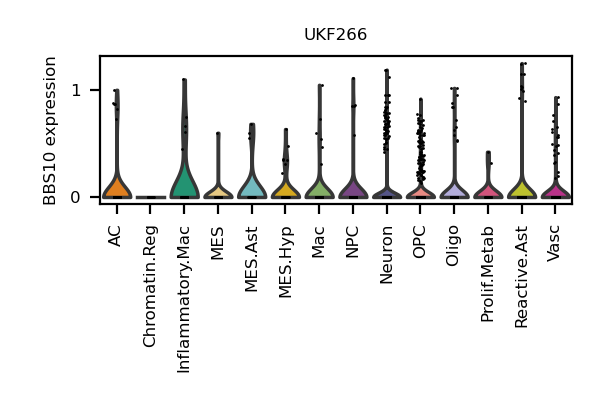 UKF266
BBS10 expression
1
0
AC
Chromatin.Reg
Inflammatory.Mac
MES
MES.Ast
MES.Hyp
Mac
NPC
Neuron
OPC
Oligo
Prolif.Metab
Reactive.Ast
Vasc